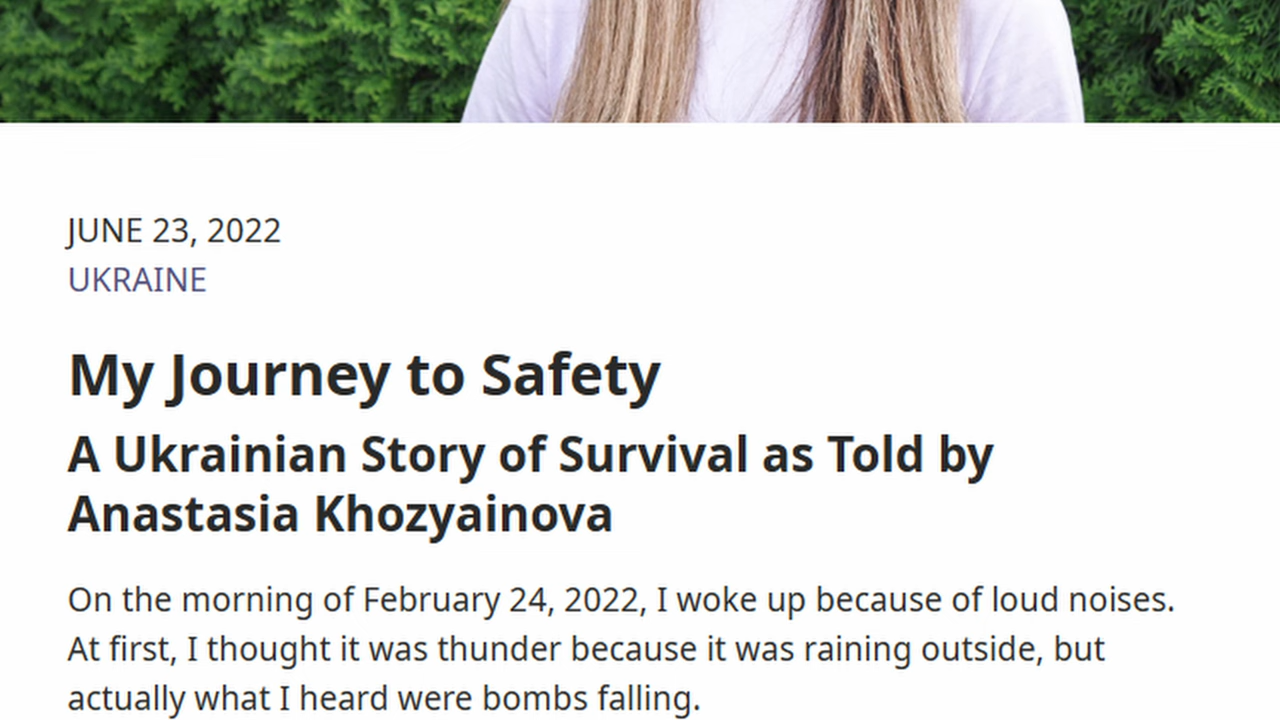 JUNE 23, 2022
UKRAINE
My Journey to Safety
A Ukrainian Story of Survival as Told by
Anastasia Khozyainova
On the morning of February 24, 2022, I woke up because of loud noises.
At first, I thought it was thunder because it was raining outside, but
actually what I heard were bombs falling.